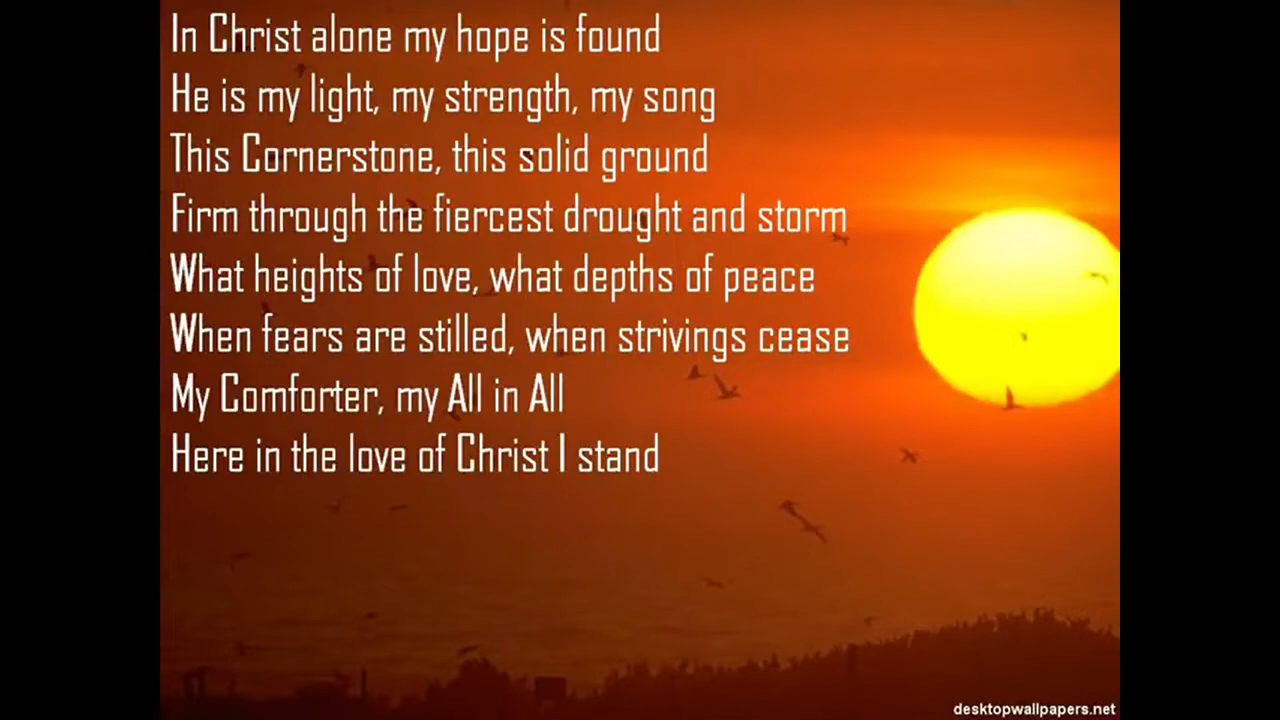 In Christ alone my hope is found
He is my light, my strength, my song
This Cornerstone, this solid ground
Firm through the fiercest drought and storm
What heights of love, what depths of peace
When fears are stilled, when strivings cease
My Comforter, my All in All
Here in the love of Christ I stand
desktopwallpapers.net